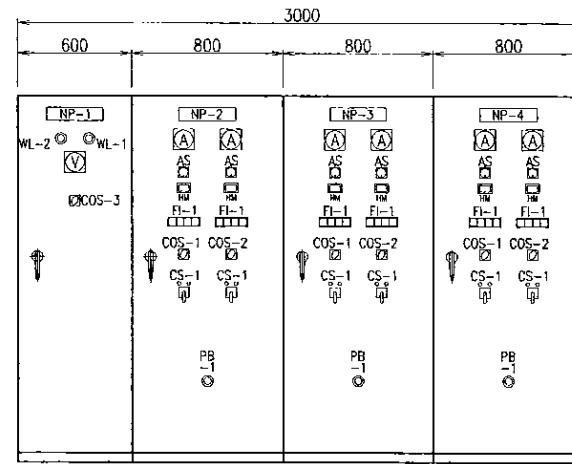 3000
600 800 800 800
NP-1 NP-2 NP-3 NP-4
WL-2 WL-1 A A A A A A
V AS AS AS AS AS AS
HM HM HM HM HM HM
COS-3 FI-1 FI-1 FI-1 FI-1 FI-1 FI-1
COS-1 COS-2 COS-1 COS-2 COS-1 COS-2
CS-1 CS-1 CS-1 CS-1 CS-1 CS-1
PB PB PB
-1 -1 -1